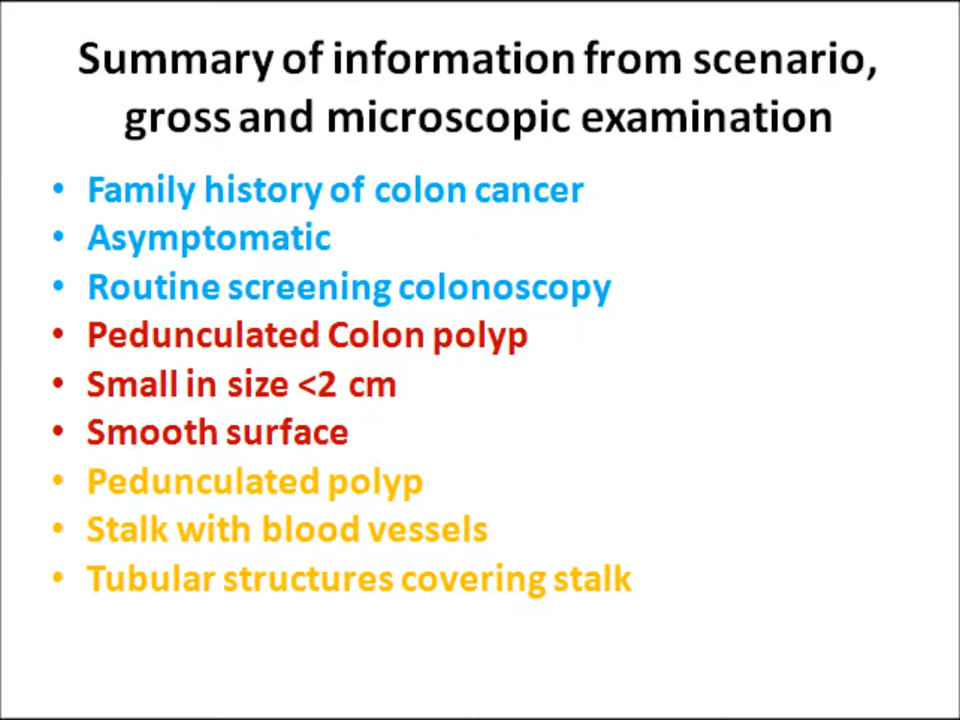 Summary of information from scenario,
gross and microscopic examination
• Family history of colon cancer
• Asymptomatic
• Routine screening colonoscopy
• Pedunculated Colon polyp
• Small in size <2 cm
• Smooth surface
• Pedunculated polyp
• Stalk with blood vessels
• Tubular structures covering stalk